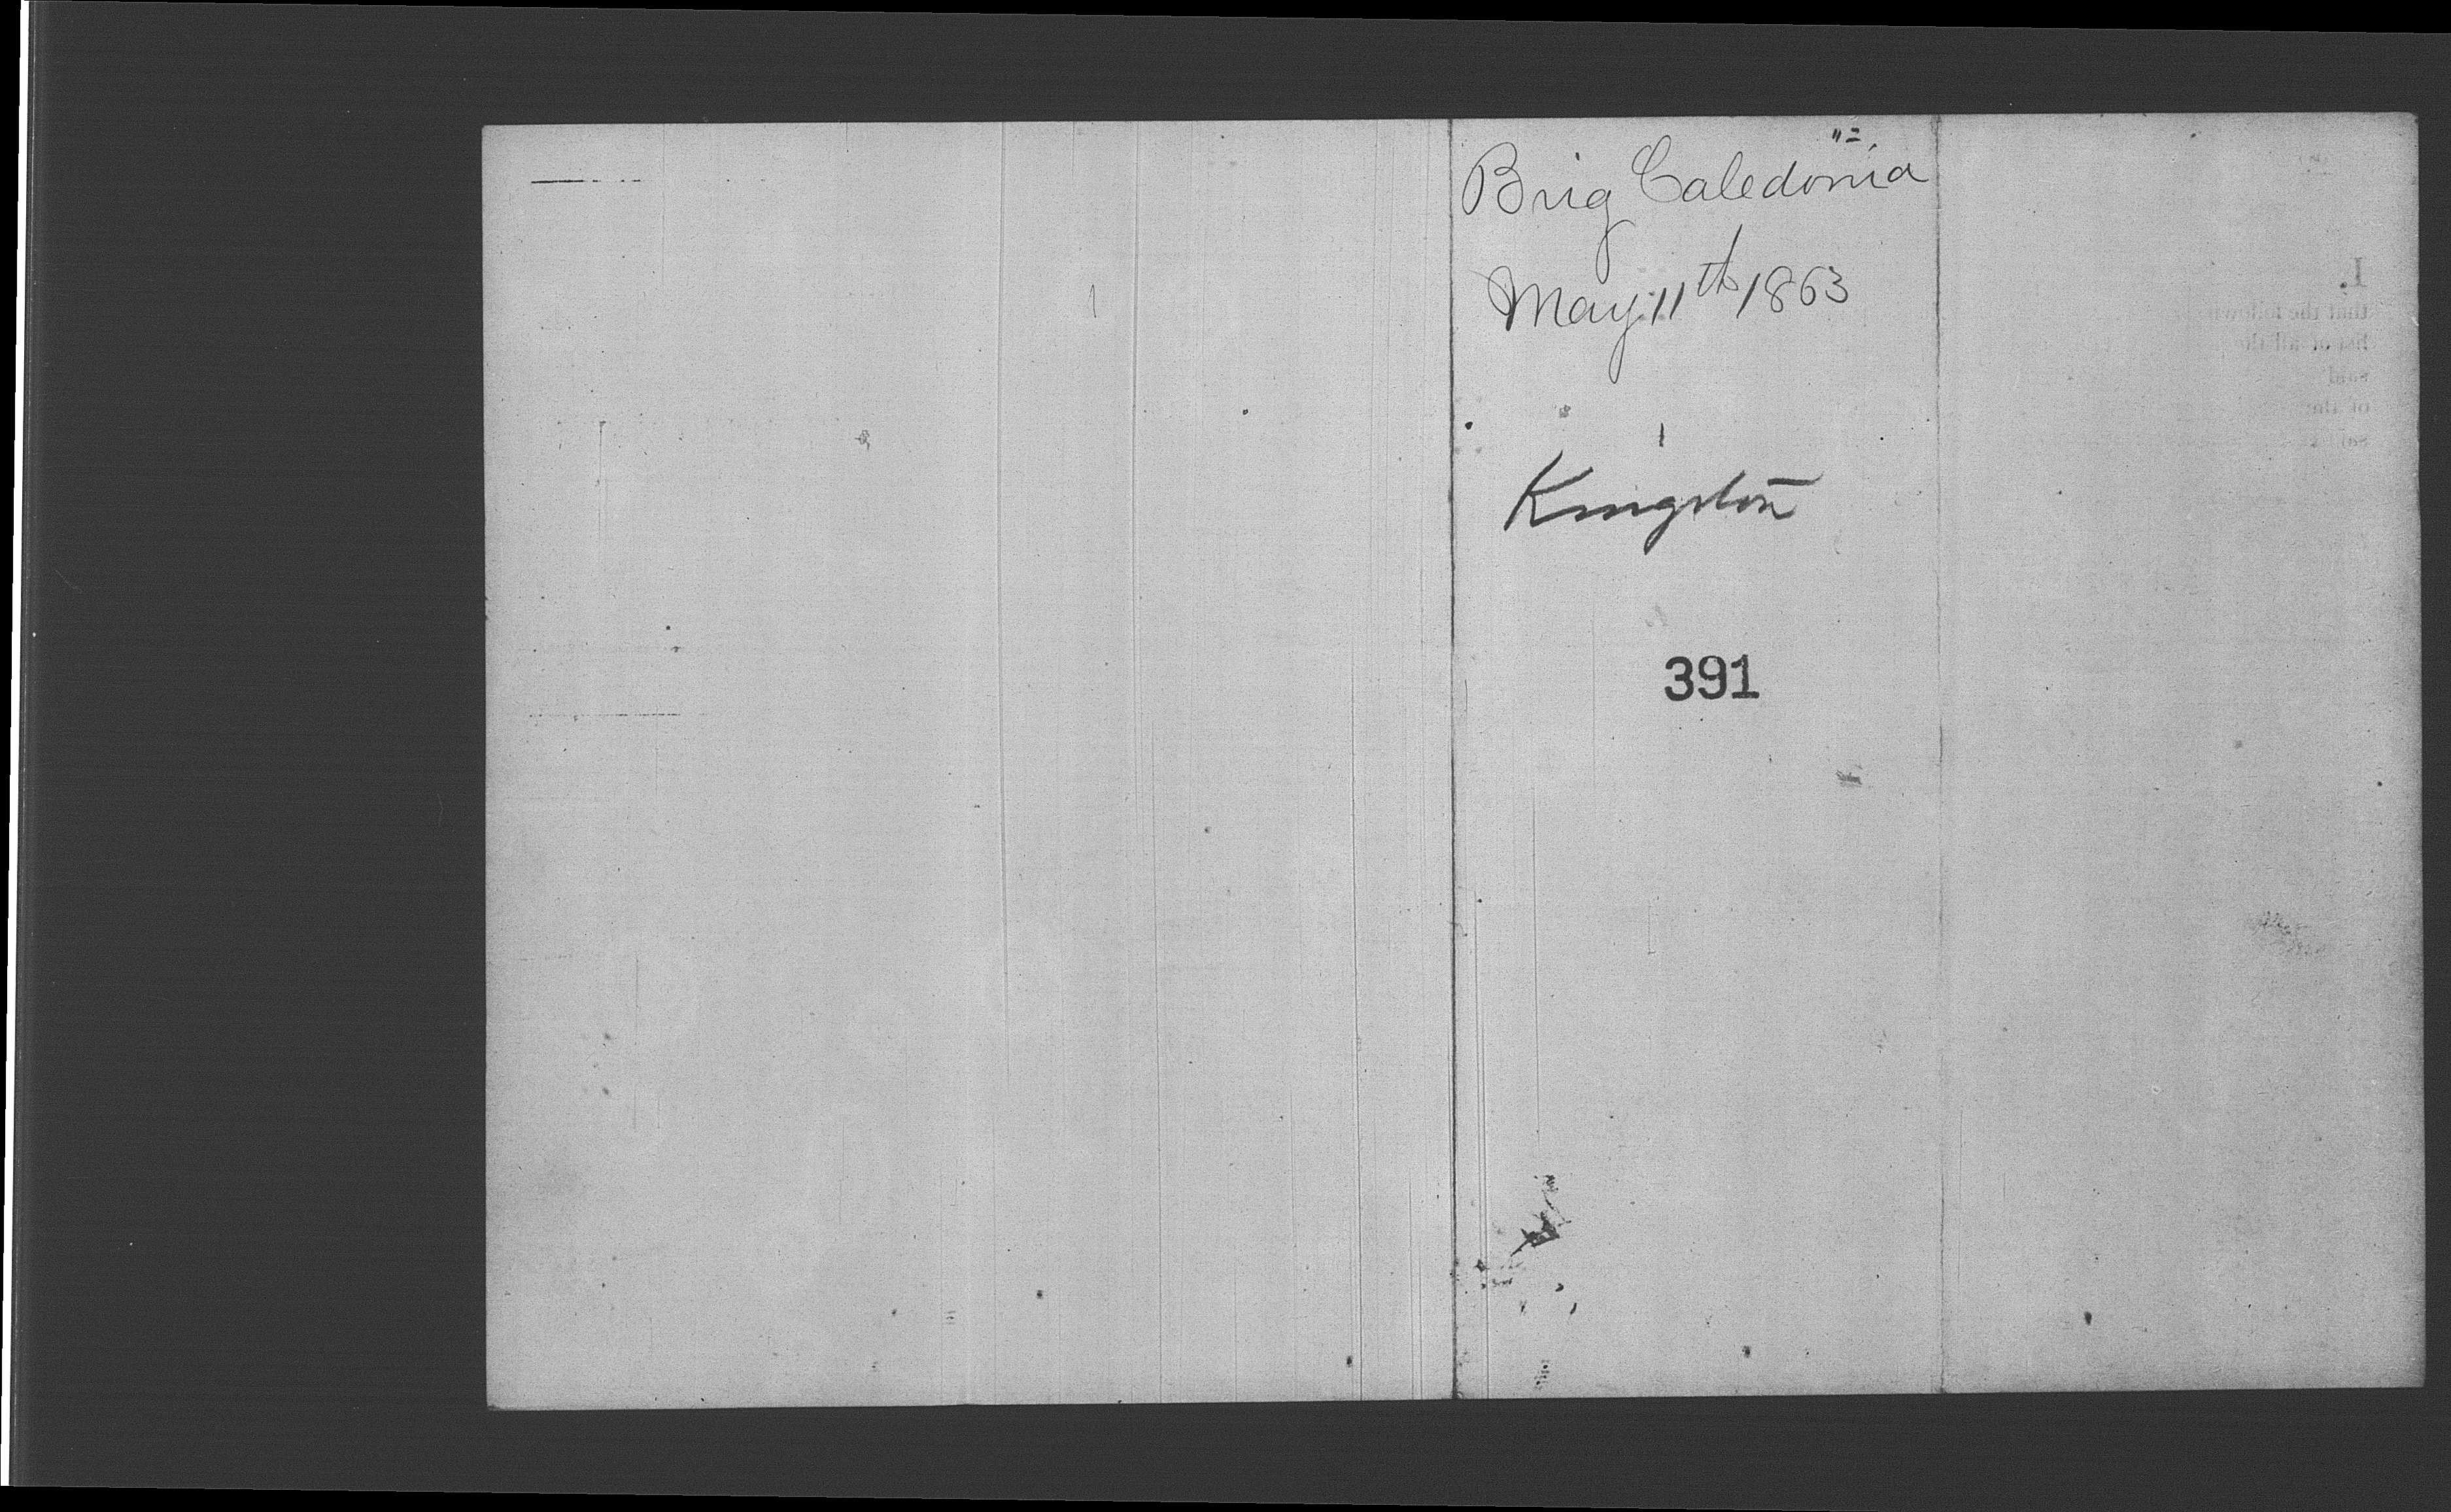 Brig Caledonia
May 11th 1863
Kingston
391